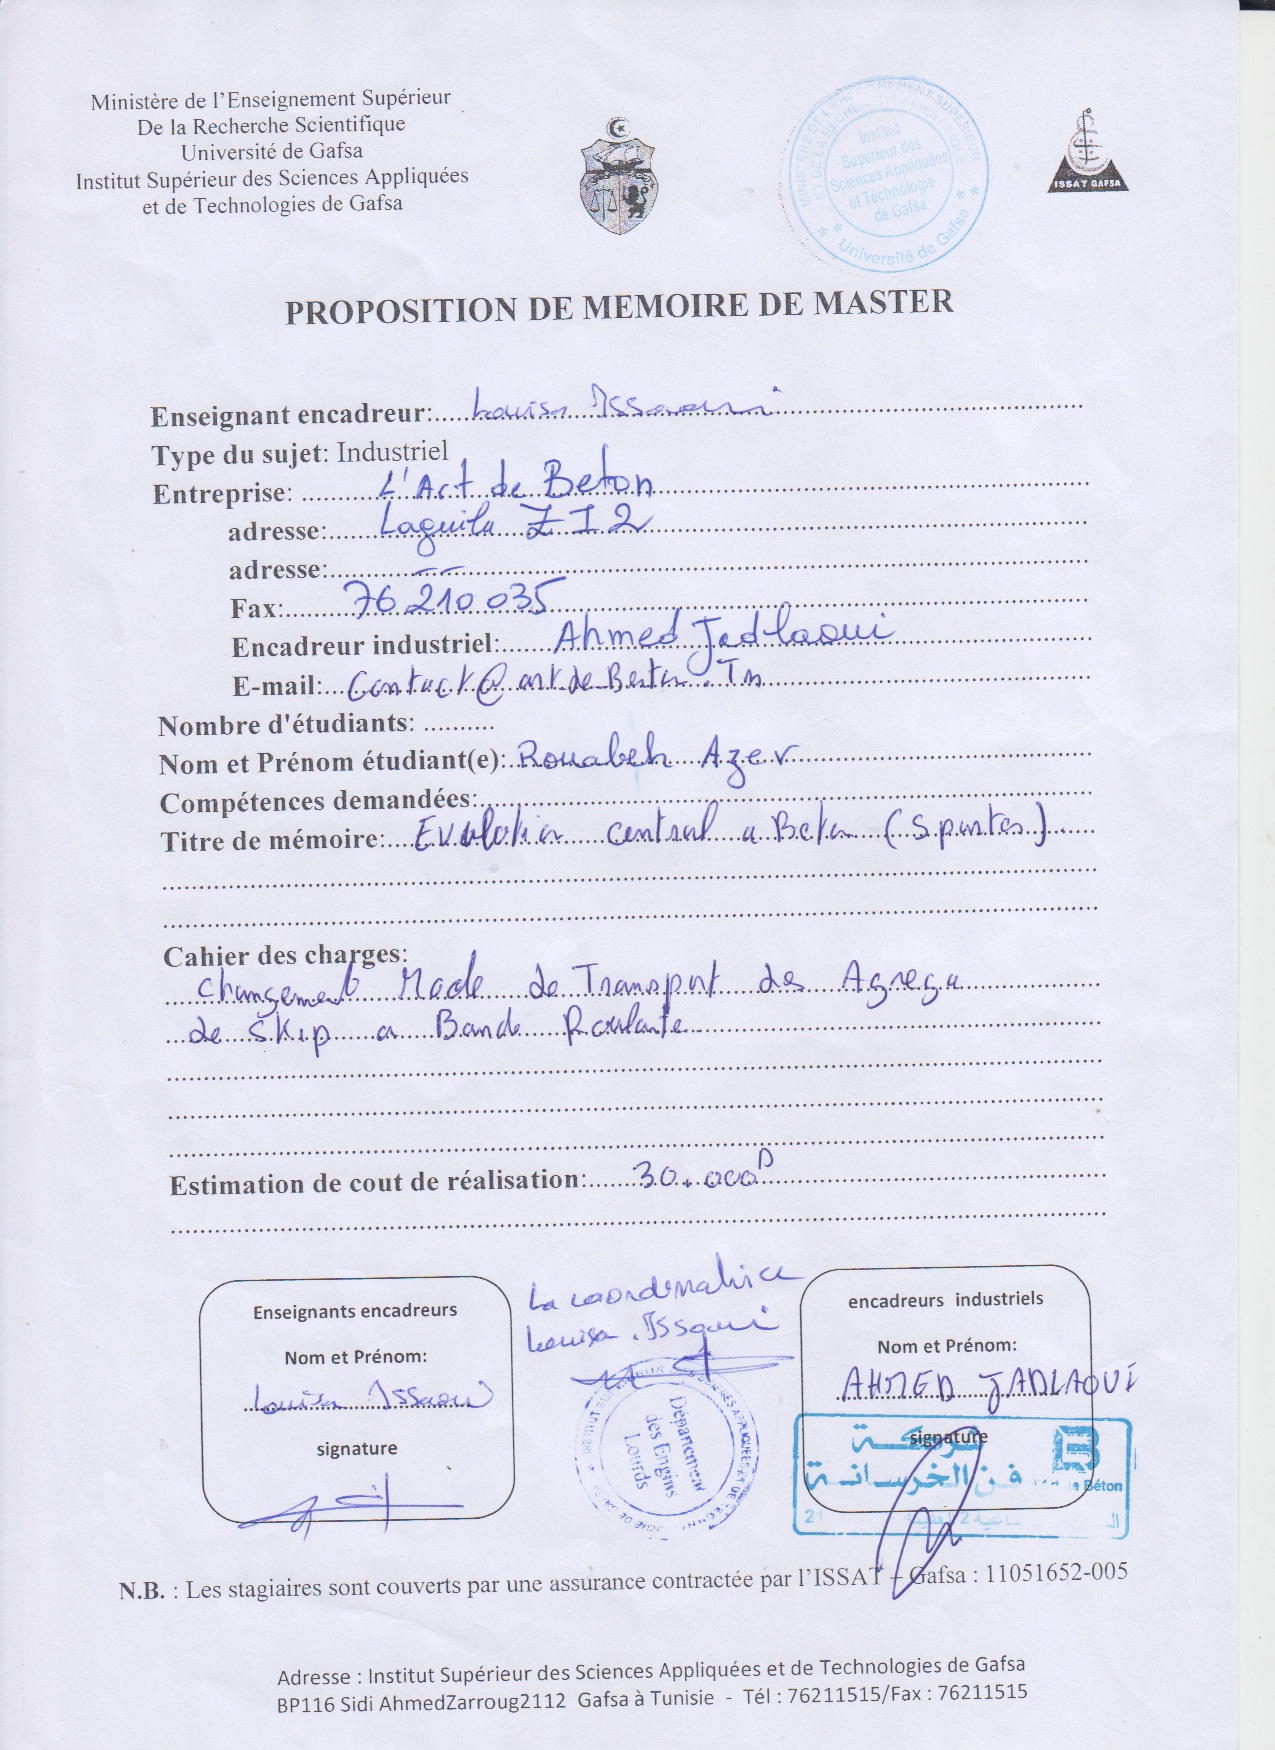 Ministère de l'Enseignement Supérieur
De la Recherche Scientifique
Université de Gafsa
Institut Supérieur des Sciences Appliquées
et de Technologies de Gafsa
MINISTERE DE L'ENSEIGNEMENT SUPERIEUR
ET DE LA RECHERCHE SCIENTIFIQUE
Institut
Superieur des
Sciences Appliquées
et Technologie
de Gafsa
Université de Gafsa
ISSAT GAFSA
PROPOSITION DE MEMOIRE DE MASTER
Enseignant encadreur: Louisa Issaoui
Type du sujet: Industriel
Entreprise: L'Art de Beton
adresse: Laguila ZI2
adresse:
Fax: 76 210 035
Encadreur industriel: Ahmed Jadlaoui
E-mail: Contact@artdeBeton.Tn
Nombre d'étudiants:
Nom et Prénom étudiant(e): Rouabeh Azer
Compétences demandées:
Titre de mémoire: Evolution central a Beton
Cahier des charges:
Changement Mode de Transport des Agrega
de Skip a Bande Roulante
Estimation de cout de réalisation: 30.000D
La coordinatrice
Louisa Issaoui
Enseignants encadreurs
Nom et Prénom:
Louisa Issaoui
signature
Département
des Engins
Lourds
encadreurs industriels
Nom et Prénom:
AHMED JADLAOUI
signature
شركة
فن الخرسانة
Béton
N.B. : Les stagiaires sont couverts par une assurance contractée par l'ISSAT – Gafsa : 11051652-005
Adresse : Institut Supérieur des Sciences Appliquées et de Technologies de Gafsa
BP116 Sidi AhmedZarroug2112 Gafsa à Tunisie - Tél : 76211515/Fax : 76211515